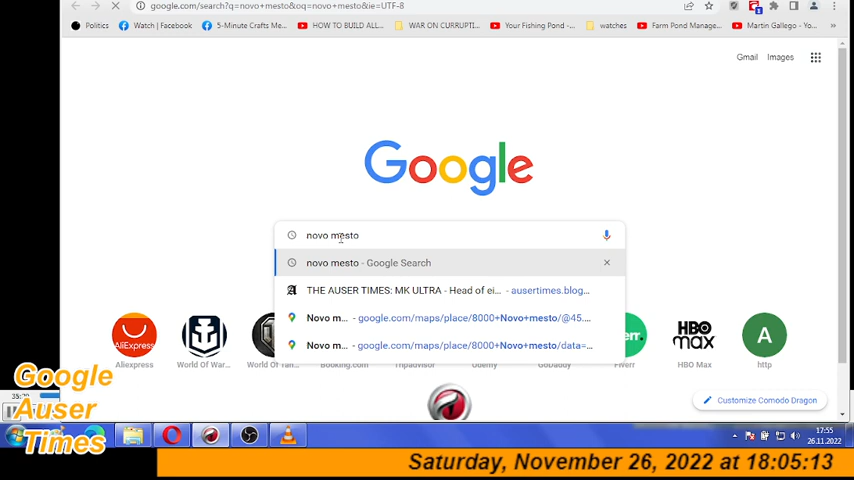 google.com/search?q=novo+mesto&oq=novo+mesto&ie=UTF-8
Politics
Watch | Facebook
5-Minute Crafts Me...
HOW TO BUILD ALL...
WAR ON CURRUPTI...
Your Fishing Pond -...
watches
Farm Pond Manage...
Martin Gallego - Yo...
»
Gmail
Images
Google
novo mesto
novo mesto - Google Search
THE AUSER TIMES: MK ULTRA - Head of ei... - ausertimes.blog...
Novo m... - google.com/maps/place/8000+Novo+mesto/@45....
Novo m... - google.com/maps/place/8000+Novo+mesto/data=...
HBO
max
A
AliExpress
World Of War...
World Of Tan...
Booking.com
Tripadvisor
Udemy
GoDaddy
Fiverr
HBO Max
http
Customize Comodo Dragon
Google
Auser
Times
17:55
26.11.2022
Saturday, November 26, 2022 at 18:05:13